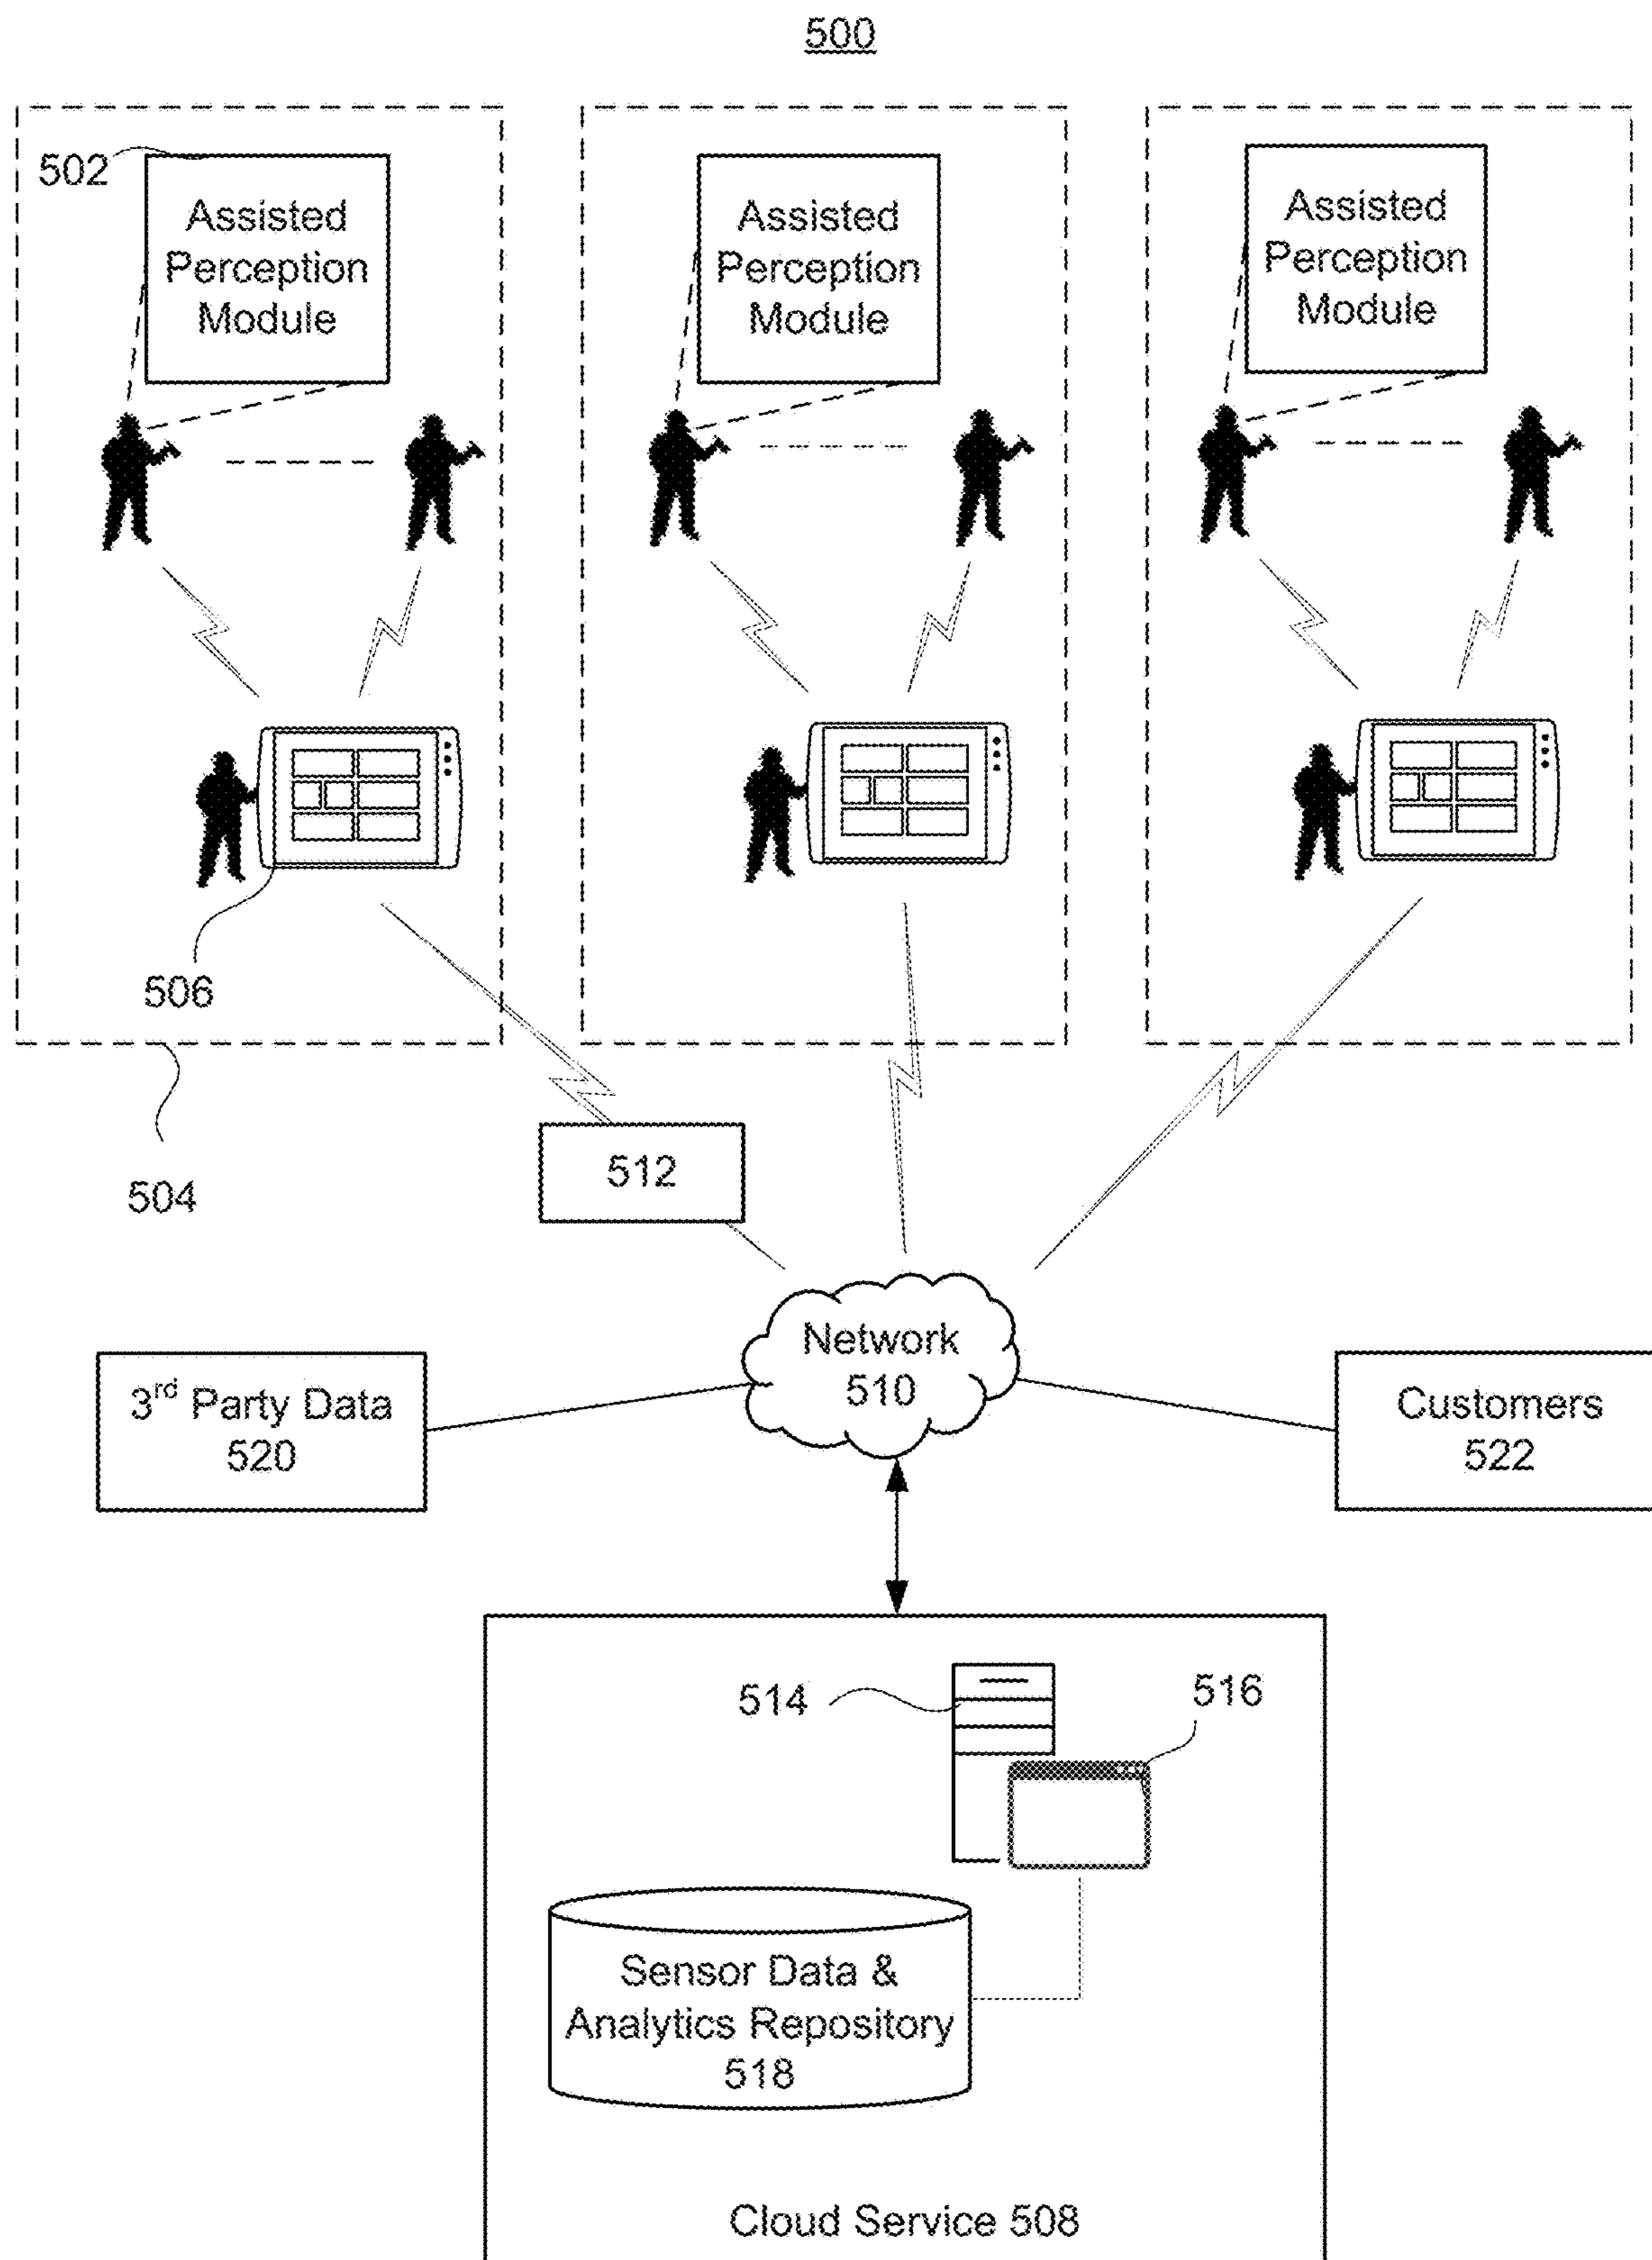 500
502
Assisted
Perception
Module
Assisted
Perception
Module
Assisted
Perception
Module
506
504
512
Network
510
3rd Party Data
520
Customers
522
514
516
Sensor Data &
Analytics Repository
518
Cloud Service 508